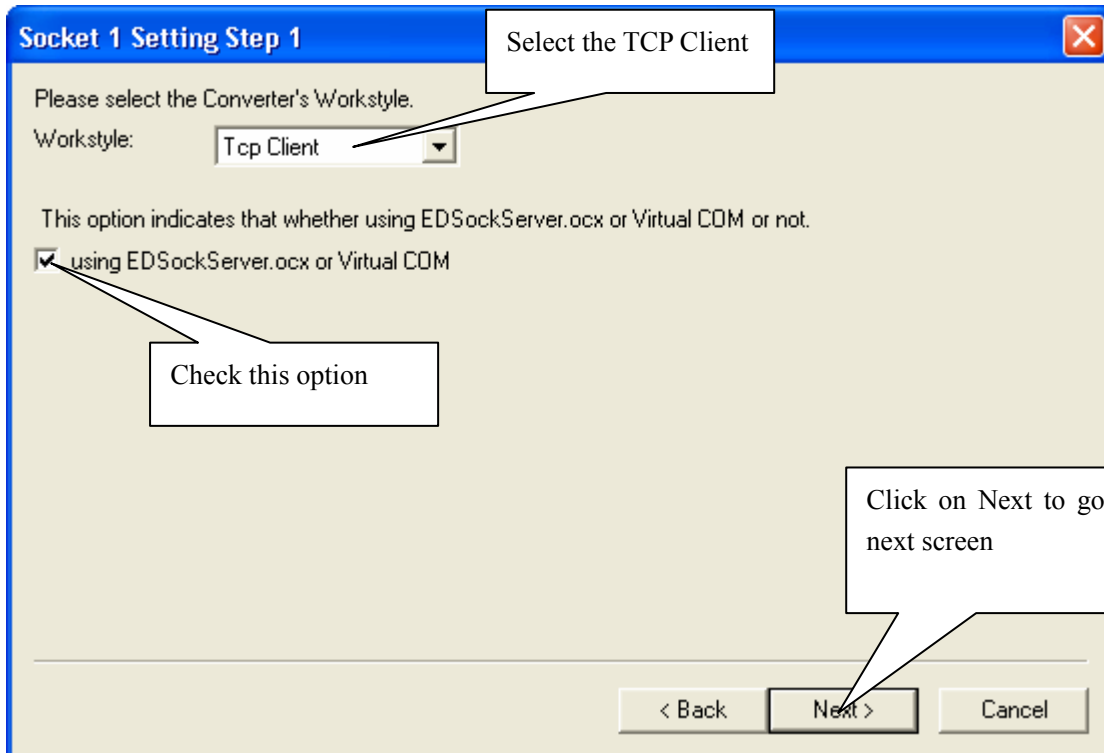 Socket 1 Setting Step 1
Select the TCP Client
Please select the Converter's Workstyle.
Workstyle:
Tcp Client
This option indicates that whether using EDSockServer.ocx or Virtual COM or not.
using EDSockServer.ocx or Virtual COM
Check this option
Click on Next to go
next screen
< Back
Next >
Cancel